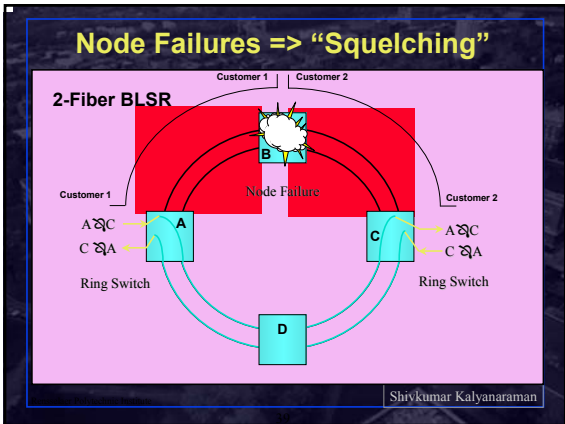 Node Failures => “Squelching”
Customer 1 Customer 2
2-Fiber BLSR
B
Node Failure
Customer 1
Customer 2
A
C
A🖎C
C🖎A
A🖎C
C🖎A
Ring Switch
Ring Switch
D
Shivkumar Kalyanaraman